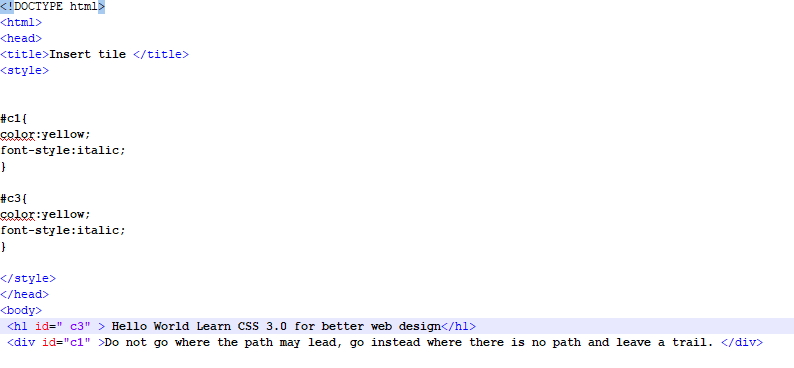 <!DOCTYPE html>
<html>
<head>
<title>Insert tile </title>
<style>
#c1{
color:yellow;
font-style:italic;
}
#c3{
color:yellow;
font-style:italic;
}
</style>
</head>
<body>
<h1 id=" c3" > Hello World Learn CSS 3.0 for better web design</h1>
<div id="c1" >Do not go where the path may lead, go instead where there is no path and leave a trail. </div>